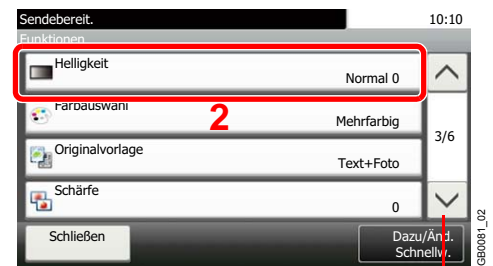 Sendebereit. 10:10
Funktionen
Helligkeit
Normal 0
2
Farbauswahl
Mehrfarbig
3/6
Originalvorlage
Text+Foto
Schärfe
0
Schließen
Dazu/Änd.
Schnellw.
GB0081_02